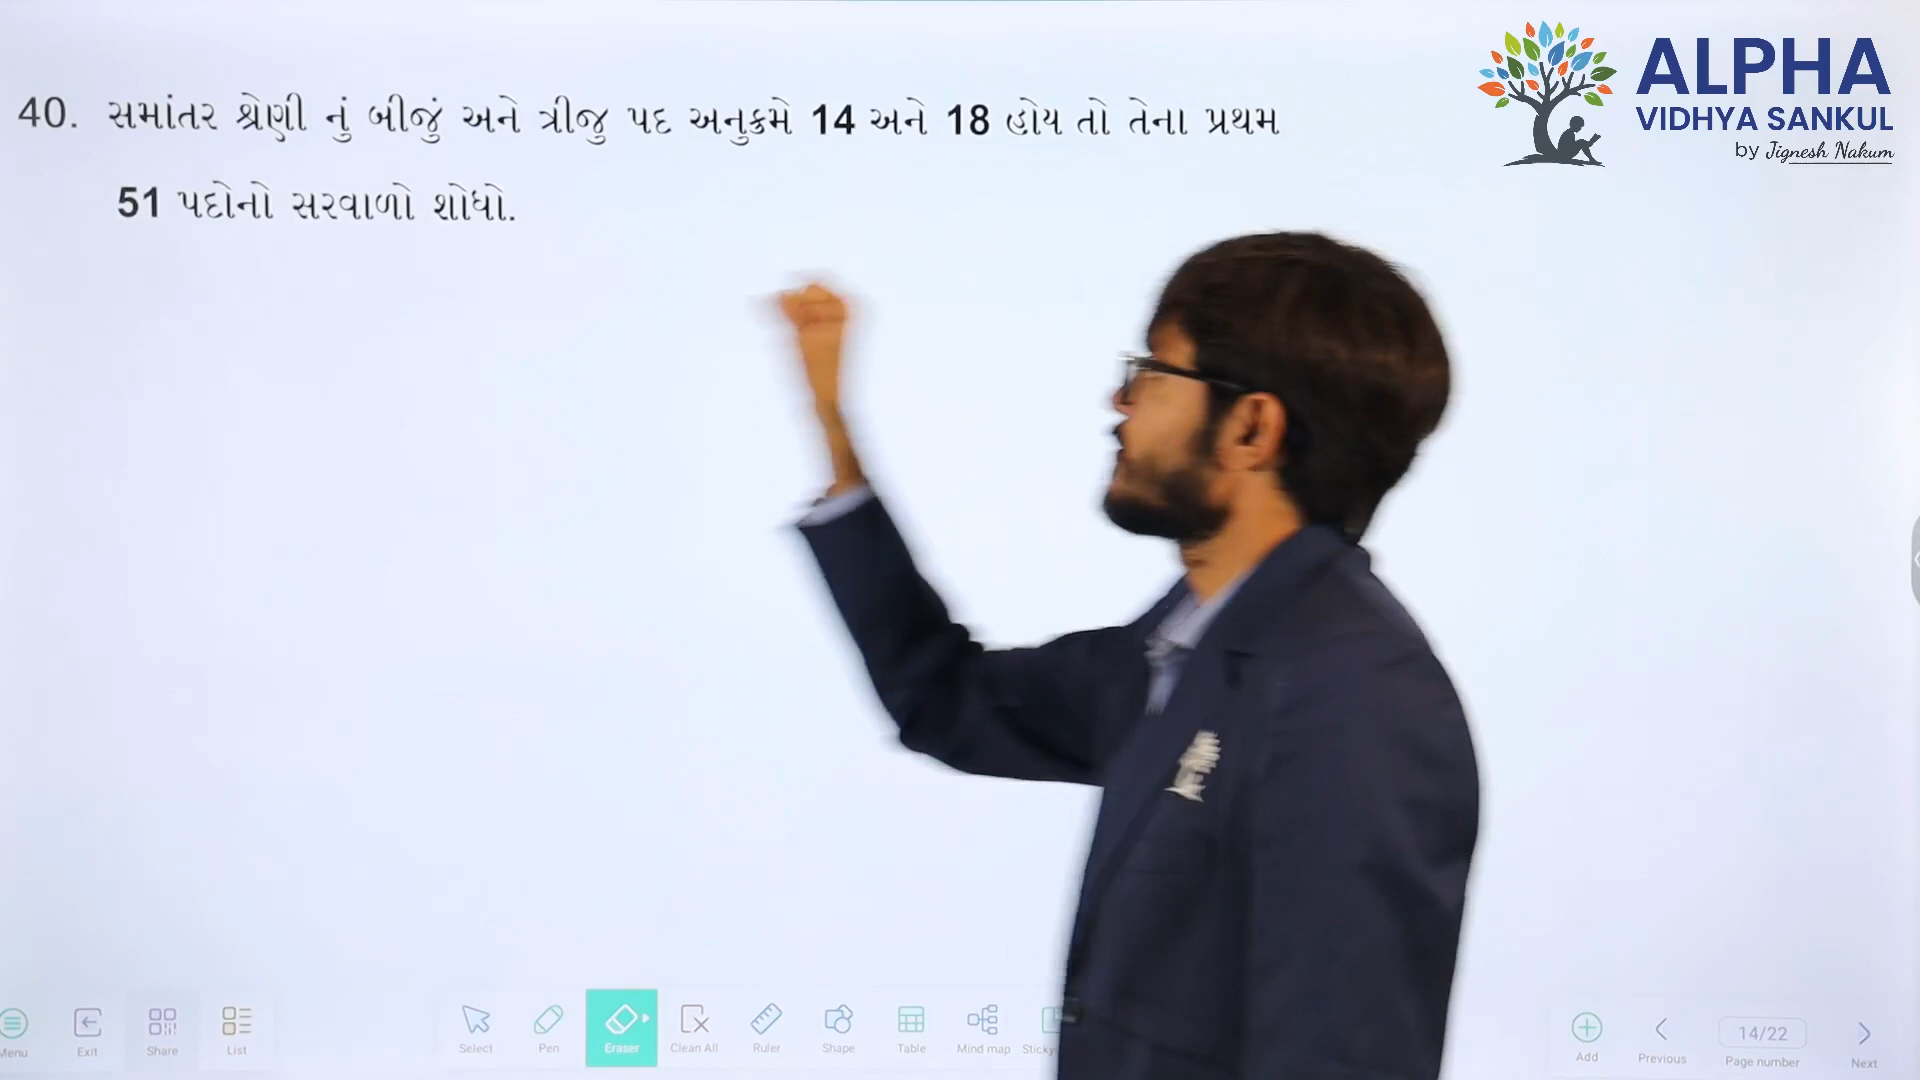 40. સમાંતર શ્રેણી નું બીજું અને ત્રીજુ પદ અનુક્રમે 14 અને 18 હોય તો તેના પ્રથમ
51 પદોનો સરવાળો શોધો.
ALPHA
VIDHYA SANKUL
by Jignesh Nakum
Menu Exit Share List Select Pen Eraser Clean All Ruler Shape Table Mind map Sticky Add Previous 14/22 Page number Next